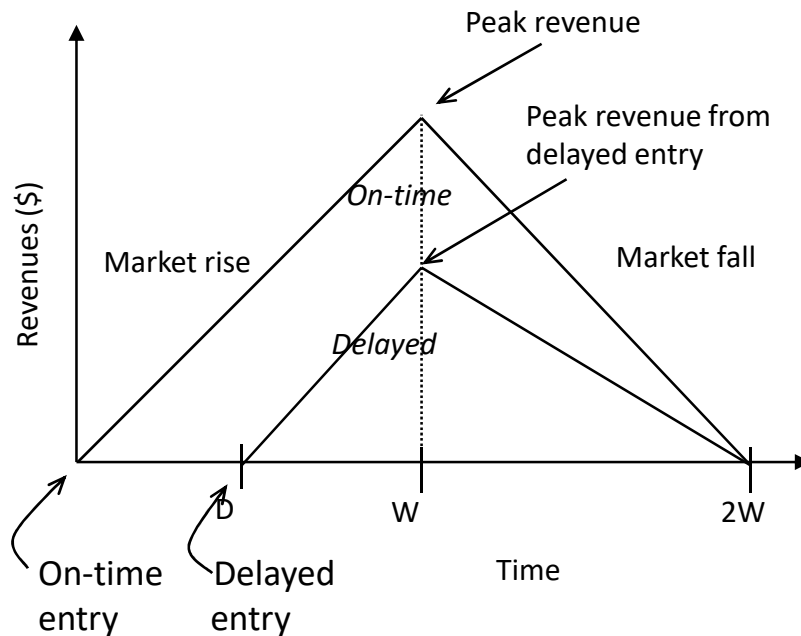 Peak revenue
Peak revenue from
delayed entry
On-time
Market rise
Market fall
Revenues ($)
Delayed
D
W
2W
Time
On-time
entry
Delayed
entry